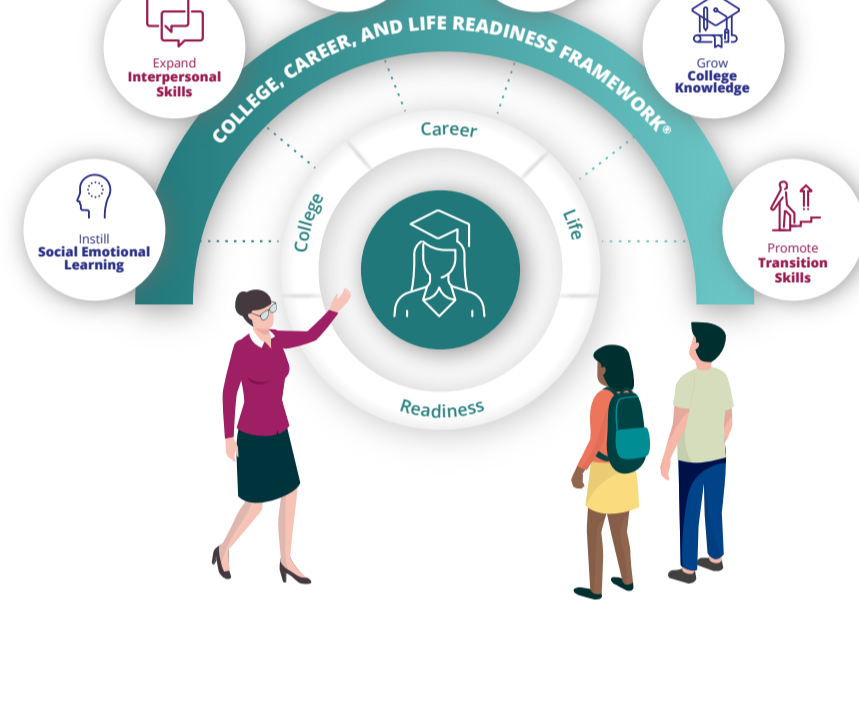 COLLEGE, CAREER, AND LIFE READINESS FRAMEWORK®
Expand
Interpersonal
Skills
Grow
College
Knowledge
Instill
Social Emotional
Learning
Promote
Transition
Skills
College
Career
Life
Readiness